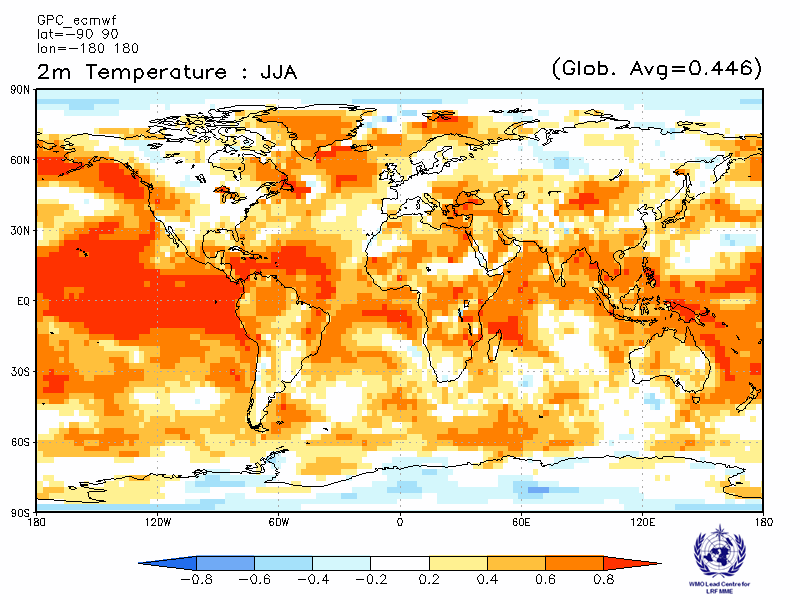 GPC_ecmwf
lat=-90 90
lon=-180 180
2m Temperature : JJA
(Glob. Avg=0.446)
90N
60N
30N
EQ
30S
60S
90S
180 120W 60W 0 60E 120E 180
-0.8 -0.6 -0.4 -0.2 0.2 0.4 0.6 0.8
WMO Lead Centre for
LRF MME